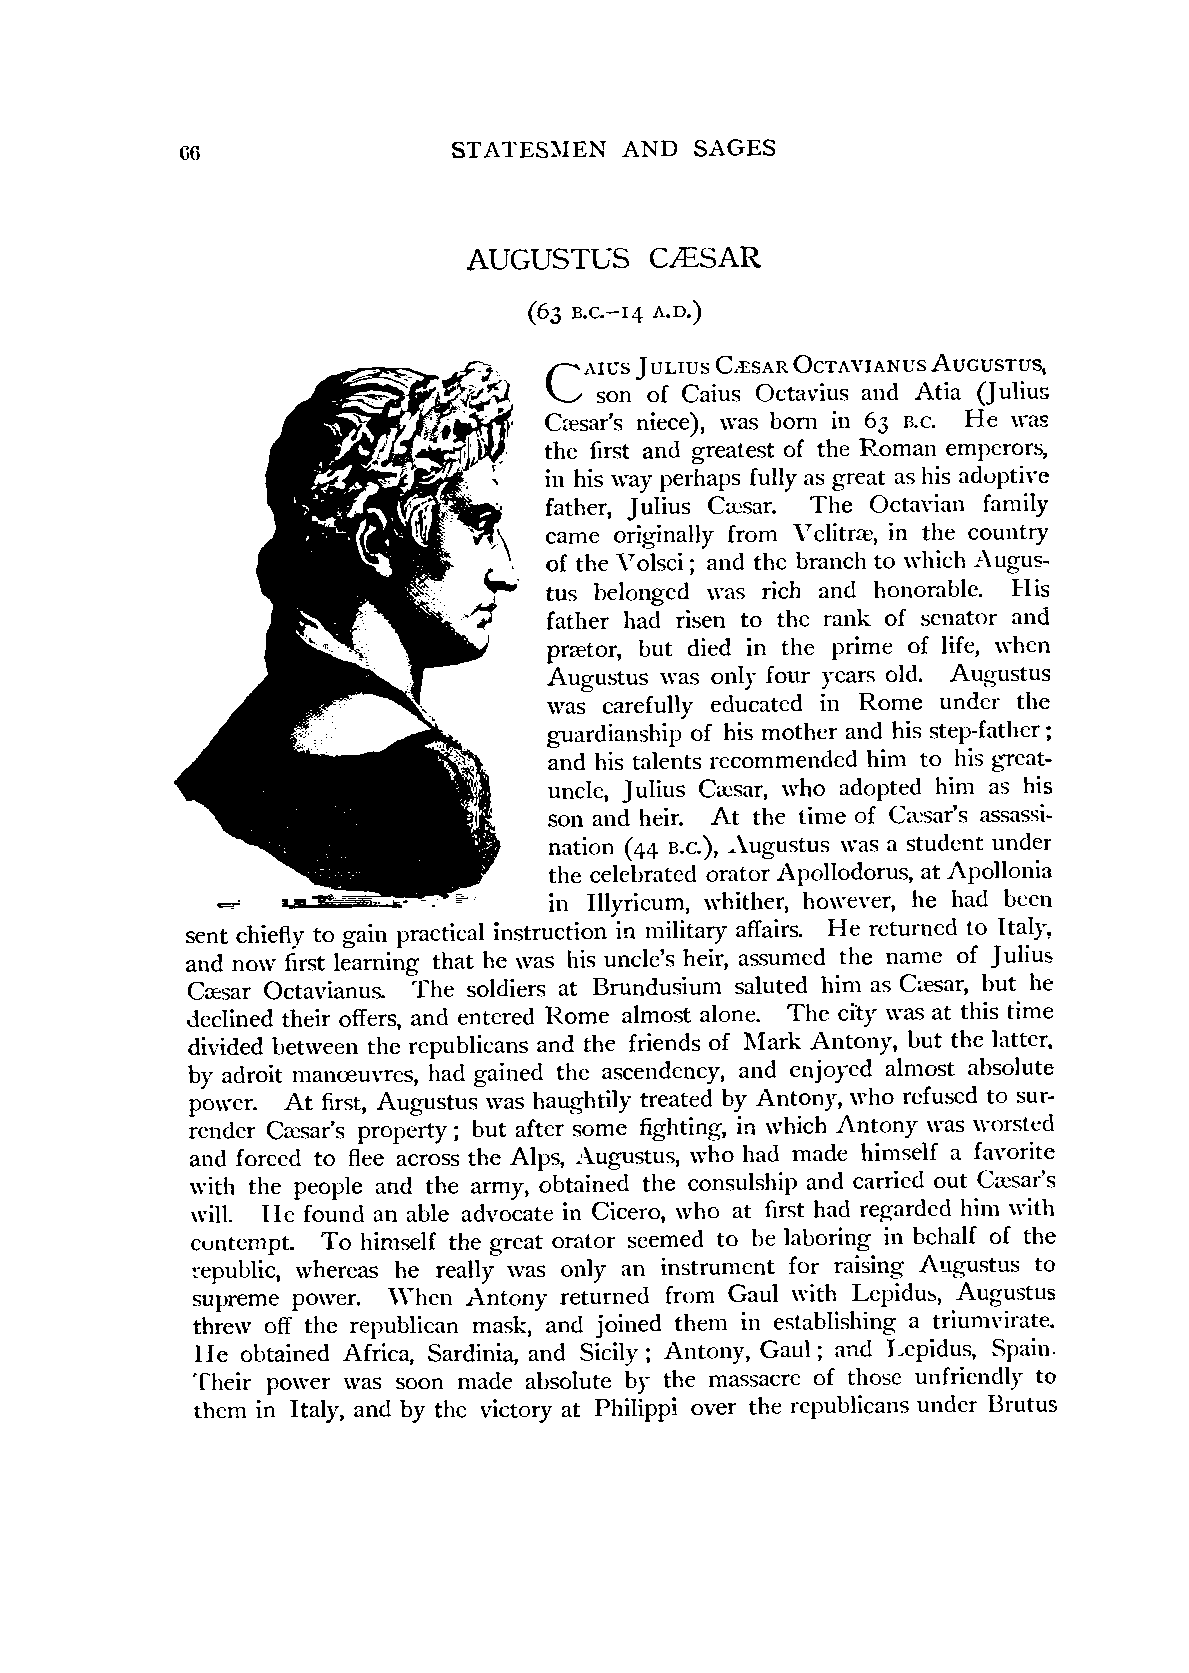 66 STATESMEN AND SAGES
AUGUSTUS CÆSAR
(63 B.C.–14 A.D.)
CAIUS JULIUS CÆSAR OCTAVIANUS AUGUSTUS,
son of Caius Octavius and Atia (Julius
Cæsar's niece), was born in 63 B.C. He was
the first and greatest of the Roman emperors,
in his way perhaps fully as great as his adoptive
father, Julius Cæsar. The Octavian family
came originally from Velitræ, in the country
of the Volsci; and the branch to which Augus-
tus belonged was rich and honorable. His
father had risen to the rank of senator and
prætor, but died in the prime of life, when
Augustus was only four years old. Augustus
was carefully educated in Rome under the
guardianship of his mother and his step-father;
and his talents recommended him to his great-
uncle, Julius Cæsar, who adopted him as his
son and heir. At the time of Cæsar's assassi-
nation (44 B.C.), Augustus was a student under
the celebrated orator Apollodorus, at Apollonia
in Illyricum, whither, however, he had been
sent chiefly to gain practical instruction in military affairs. He returned to Italy,
and now first learning that he was his uncle's heir, assumed the name of Julius
Cæsar Octavianus. The soldiers at Brundusium saluted him as Cæsar, but he
declined their offers, and entered Rome almost alone. The city was at this time
divided between the republicans and the friends of Mark Antony, but the latter,
by adroit manœuvres, had gained the ascendency, and enjoyed almost absolute
power. At first, Augustus was haughtily treated by Antony, who refused to sur-
render Cæsar's property; but after some fighting, in which Antony was worsted
and forced to flee across the Alps, Augustus, who had made himself a favorite
with the people and the army, obtained the consulship and carried out Cæsar's
will. He found an able advocate in Cicero, who at first had regarded him with
contempt. To himself the great orator seemed to be laboring in behalf of the
republic, whereas he really was only an instrument for raising Augustus to
supreme power. When Antony returned from Gaul with Lepidus, Augustus
threw off the republican mask, and joined them in establishing a triumvirate.
He obtained Africa, Sardinia, and Sicily; Antony, Gaul; and Lepidus, Spain.
Their power was soon made absolute by the massacre of those unfriendly to
them in Italy, and by the victory at Philippi over the republicans under Brutus